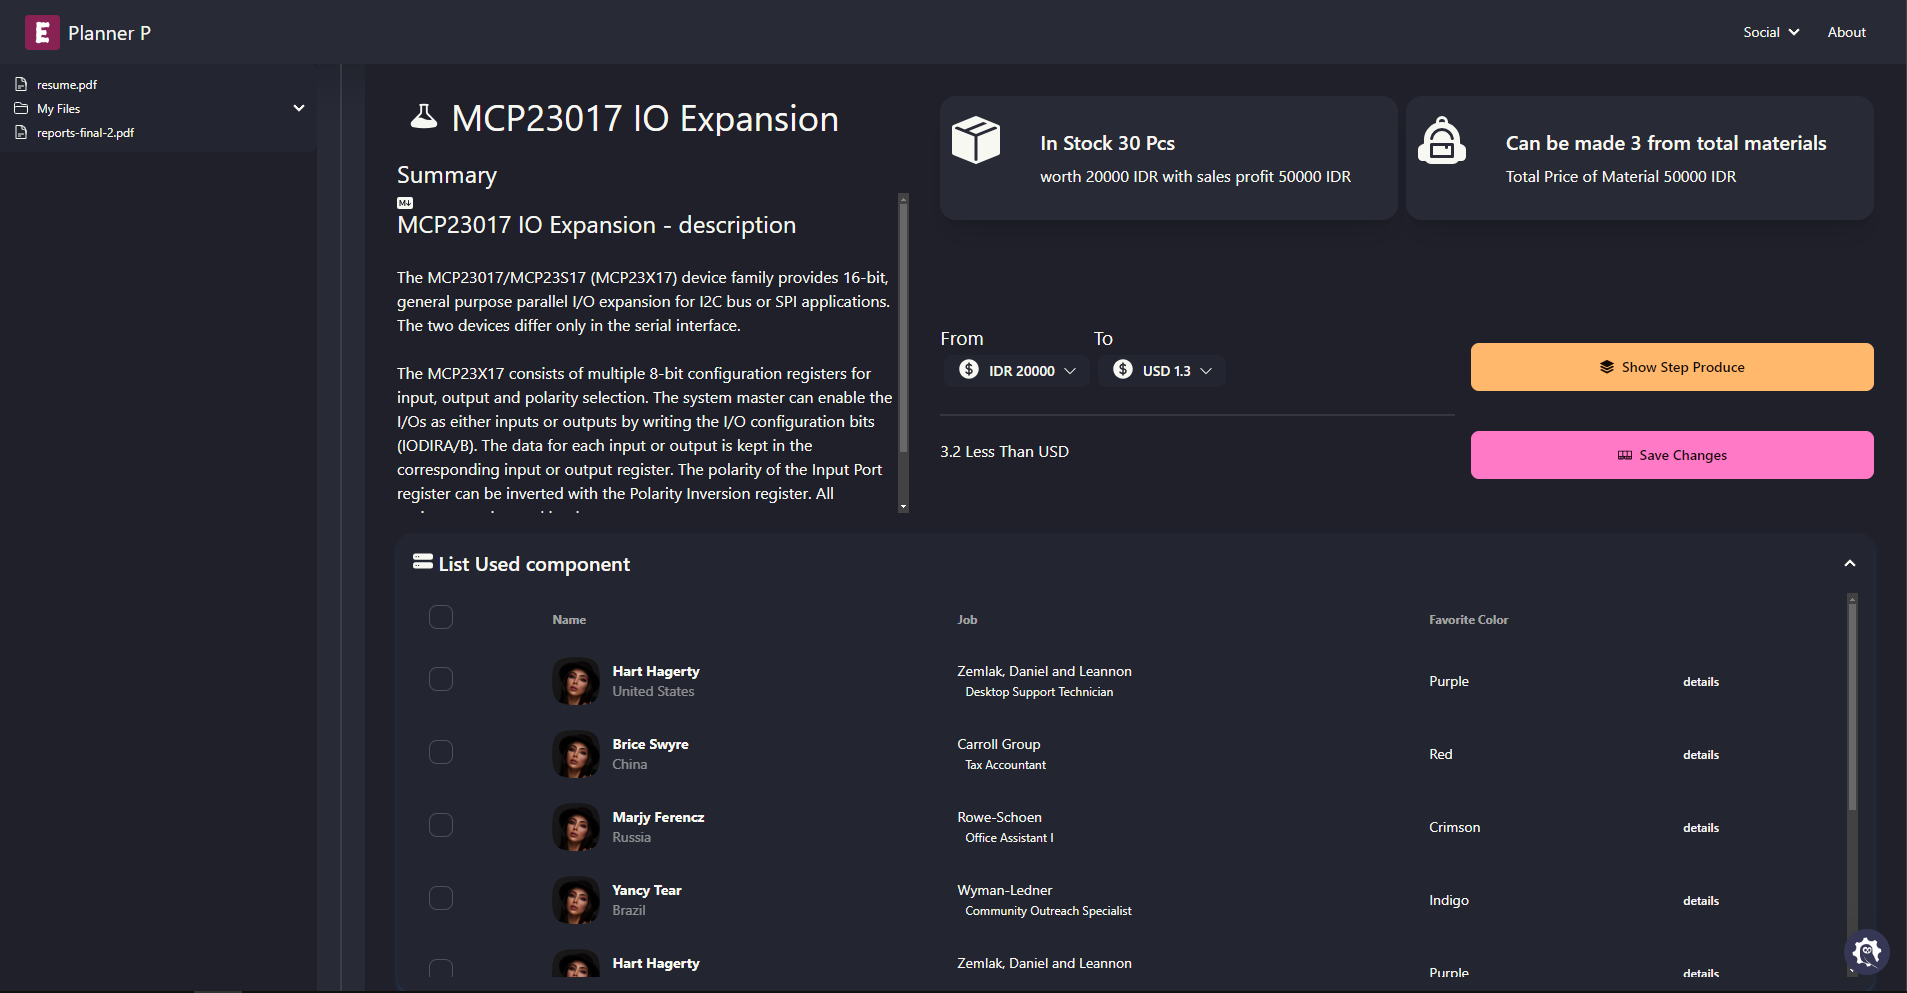 E Planner P
Social
About
resume.pdf
My Files
reports-final-2.pdf
MCP23017 IO Expansion
Summary
M↓
MCP23017 IO Expansion - description
The MCP23017/MCP23S17 (MCP23X17) device family provides 16-bit,
general purpose parallel I/O expansion for I2C bus or SPI applications.
The two devices differ only in the serial interface.
The MCP23X17 consists of multiple 8-bit configuration registers for
input, output and polarity selection. The system master can enable the
I/Os as either inputs or outputs by writing the I/O configuration bits
(IODIRA/B). The data for each input or output is kept in the
corresponding input or output register. The polarity of the Input Port
register can be inverted with the Polarity Inversion register. All
In Stock 30 Pcs
worth 20000 IDR with sales profit 50000 IDR
Can be made 3 from total materials
Total Price of Material 50000 IDR
From
To
IDR 20000
USD 1.3
3.2 Less Than USD
Show Step Produce
Save Changes
List Used component
Name
Job
Favorite Color
Hart Hagerty
United States
Zemlak, Daniel and Leannon
Desktop Support Technician
Purple
details
Brice Swyre
China
Carroll Group
Tax Accountant
Red
details
Marjy Ferencz
Russia
Rowe-Schoen
Office Assistant I
Crimson
details
Yancy Tear
Brazil
Wyman-Ledner
Community Outreach Specialist
Indigo
details
Hart Hagerty
Zemlak, Daniel and Leannon
Purple
details